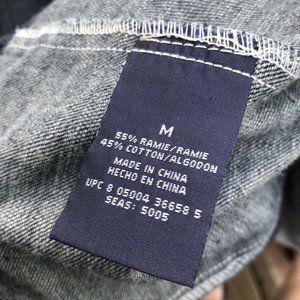 M
55% RAMIE/RAMIE
45% COTTON/ALGODON
MADE IN CHINA
HECHO EN CHINA
UPC 8 05004 36658 5
SEAS: 5005